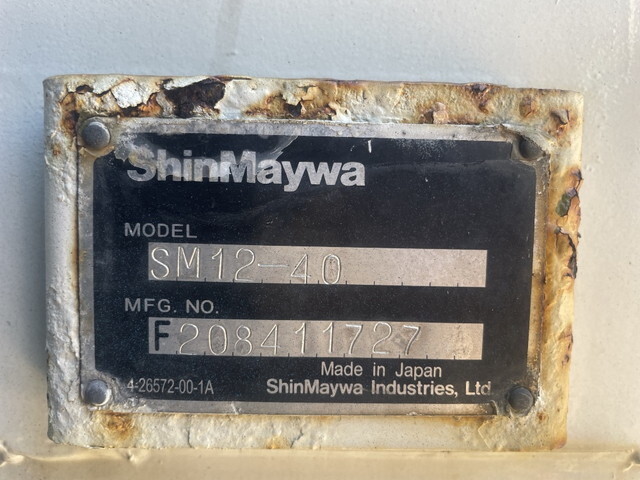 ShinMaywa
MODEL
SM12-40
MFG. NO.
F208411727
Made in Japan
4-26572-00-1A
ShinMaywa Industries, Ltd